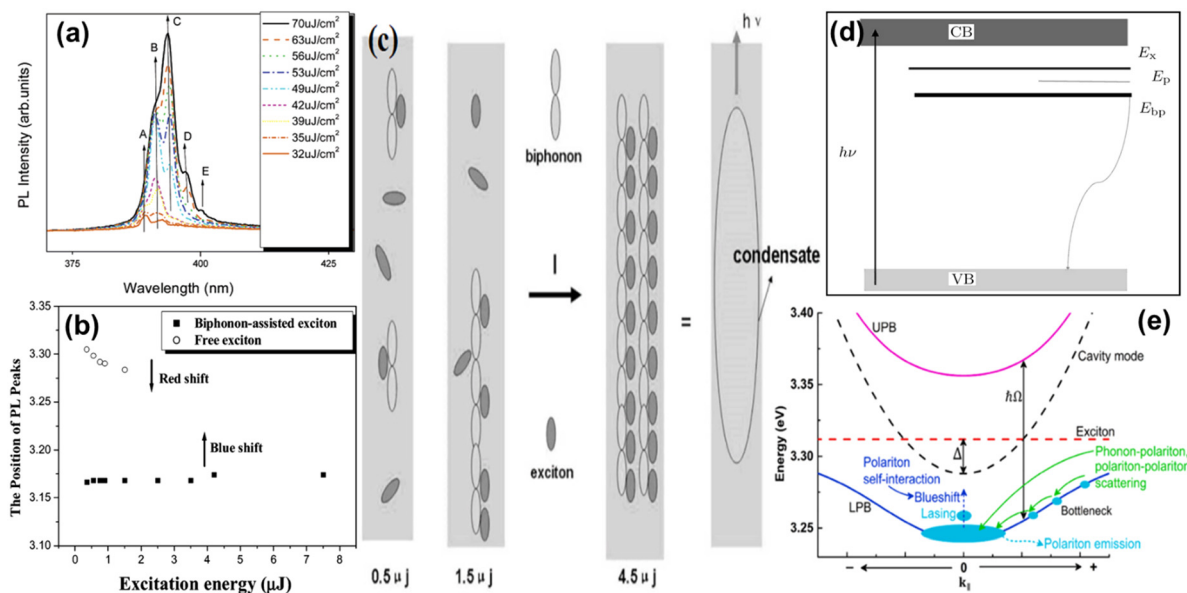 (a)
PL Intensity (arb.units)
A
B
C
D
E
70uJ/cm²
63uJ/cm²
56uJ/cm²
53uJ/cm²
49uJ/cm²
42uJ/cm²
39uJ/cm²
35uJ/cm²
32uJ/cm²
375
400
425
Wavelength (nm)
(b)
The Position of PL Peaks
3.35
3.30
3.25
3.20
3.15
3.10
Biphonon-assisted exciton
Free exciton
Red shift
Blue shift
0
1
2
3
4
5
6
7
8
Excitation energy (μJ)
(c)
biphonon
I
exciton
=
hν
condensate
0.5 μ j
1.5 μ j
4.5 μ j
(d)
CB
Eₓ
Eₚ
E_bp
hν
VB
(e)
Energy (eV)
3.40
3.35
3.30
3.25
UPB
Cavity mode
ħΩ
Exciton
Δ
Phonon-polariton,
polariton-polariton
scattering
Polariton
self-interaction
Blueshift
Lasing
LPB
Bottleneck
Polariton emission
−
0
+
k∥